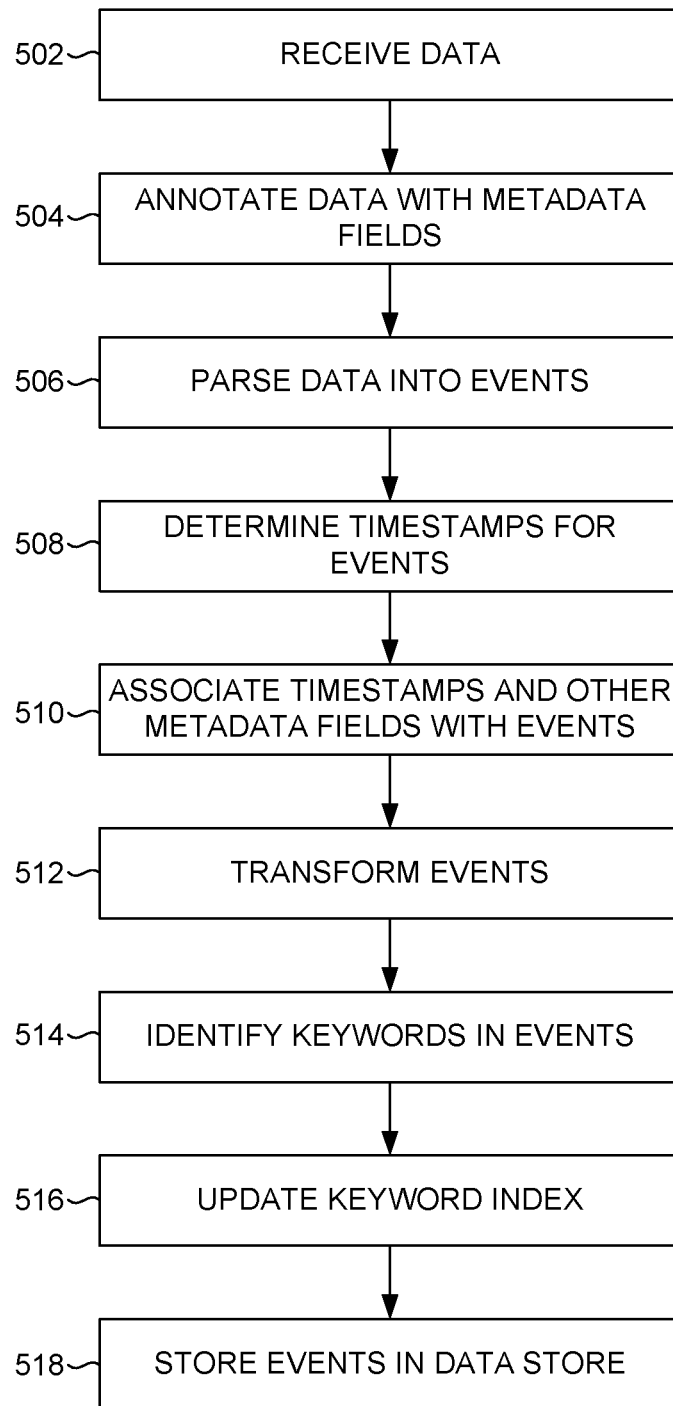 502
RECEIVE DATA
504
ANNOTATE DATA WITH METADATA
FIELDS
506
PARSE DATA INTO EVENTS
508
DETERMINE TIMESTAMPS FOR
EVENTS
510
ASSOCIATE TIMESTAMPS AND OTHER
METADATA FIELDS WITH EVENTS
512
TRANSFORM EVENTS
514
IDENTIFY KEYWORDS IN EVENTS
516
UPDATE KEYWORD INDEX
518
STORE EVENTS IN DATA STORE